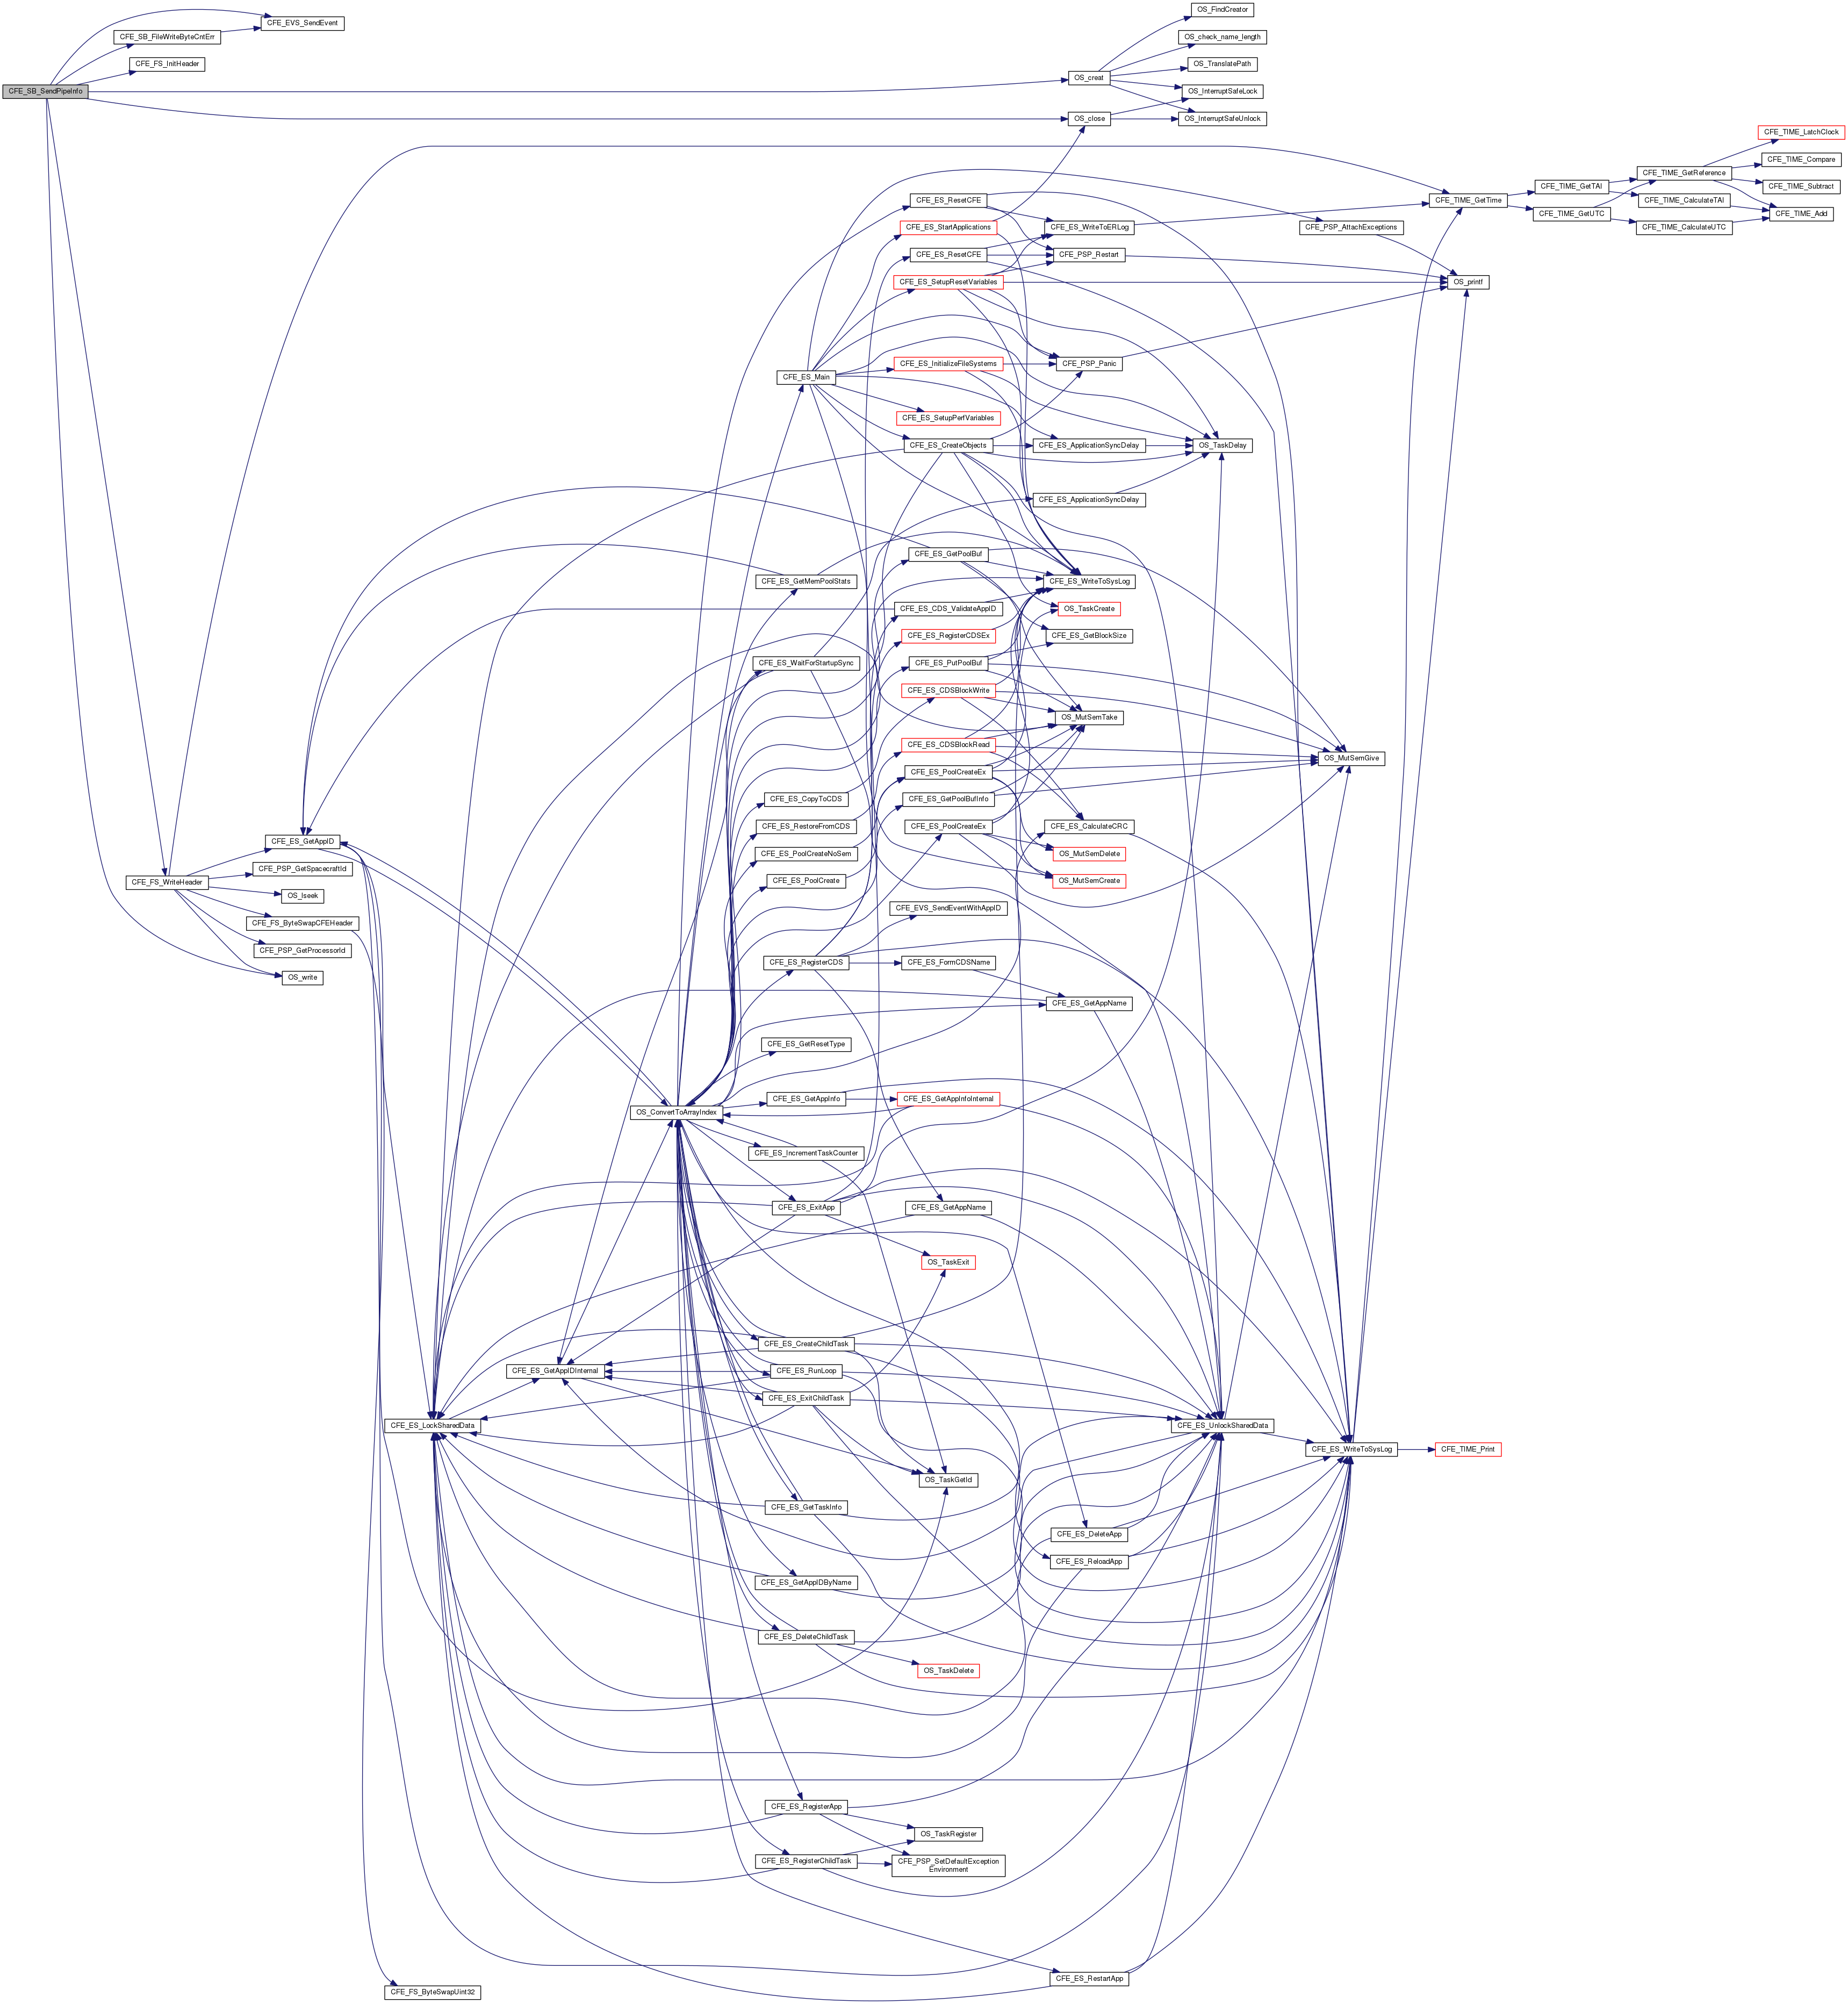 CFE_SB_SendPipeInfo
CFE_EVS_SendEvent
CFE_SB_FileWriteByteCntErr
CFE_FS_InitHeader
CFE_FS_WriteHeader
CFE_ES_GetAppID
CFE_PSP_GetSpacecraftId
OS_lseek
CFE_FS_ByteSwapCFEHeader
CFE_PSP_GetProcessorId
OS_write
CFE_ES_LockSharedData
CFE_FS_ByteSwapUint32
CFE_ES_GetAppIDInternal
OS_ConvertToArrayIndex
CFE_ES_Main
CFE_ES_GetMemPoolStats
CFE_ES_WaitForStartupSync
CFE_ES_CopyToCDS
CFE_ES_RestoreFromCDS
CFE_ES_PoolCreateNoSem
CFE_ES_PoolCreate
CFE_ES_RegisterCDS
CFE_ES_GetResetType
CFE_ES_GetAppInfo
CFE_ES_IncrementTaskCounter
CFE_ES_ExitApp
CFE_ES_CreateChildTask
CFE_ES_RunLoop
CFE_ES_ExitChildTask
CFE_ES_GetTaskInfo
CFE_ES_GetAppIDByName
CFE_ES_DeleteChildTask
CFE_ES_RegisterApp
CFE_ES_RegisterChildTask
CFE_ES_ResetCFE
CFE_ES_StartApplications
CFE_ES_ResetCFE
CFE_ES_SetupResetVariables
CFE_ES_InitializeFileSystems
CFE_ES_SetupPerfVariables
CFE_ES_CreateObjects
CFE_ES_GetPoolBuf
CFE_ES_CDS_ValidateAppID
CFE_ES_RegisterCDSEx
CFE_ES_PutPoolBuf
CFE_ES_CDSBlockWrite
CFE_ES_CDSBlockRead
CFE_ES_PoolCreateEx
CFE_ES_GetPoolBufInfo
CFE_ES_PoolCreateEx
CFE_EVS_SendEventWithAppID
CFE_ES_FormCDSName
CFE_ES_GetAppInfoInternal
CFE_ES_GetAppName
OS_TaskExit
OS_TaskGetId
OS_TaskDelete
OS_TaskRegister
CFE_PSP_SetDefaultException
Environment
OS_creat
OS_close
CFE_ES_WriteToERLog
CFE_PSP_Restart
CFE_PSP_Panic
CFE_ES_ApplicationSyncDelay
CFE_ES_ApplicationSyncDelay
CFE_ES_WriteToSysLog
OS_TaskCreate
CFE_ES_GetBlockSize
OS_MutSemTake
CFE_ES_CalculateCRC
OS_MutSemDelete
OS_MutSemCreate
CFE_ES_GetAppName
CFE_ES_DeleteApp
CFE_ES_ReloadApp
CFE_ES_RestartApp
OS_FindCreator
OS_check_name_length
OS_TranslatePath
OS_InterruptSafeLock
OS_InterruptSafeUnlock
OS_TaskDelay
CFE_ES_UnlockSharedData
CFE_PSP_AttachExceptions
OS_MutSemGive
CFE_ES_WriteToSysLog
CFE_TIME_GetTime
OS_printf
CFE_TIME_Print
CFE_TIME_GetTAI
CFE_TIME_GetUTC
CFE_TIME_GetReference
CFE_TIME_CalculateTAI
CFE_TIME_CalculateUTC
CFE_TIME_LatchClock
CFE_TIME_Compare
CFE_TIME_Subtract
CFE_TIME_Add